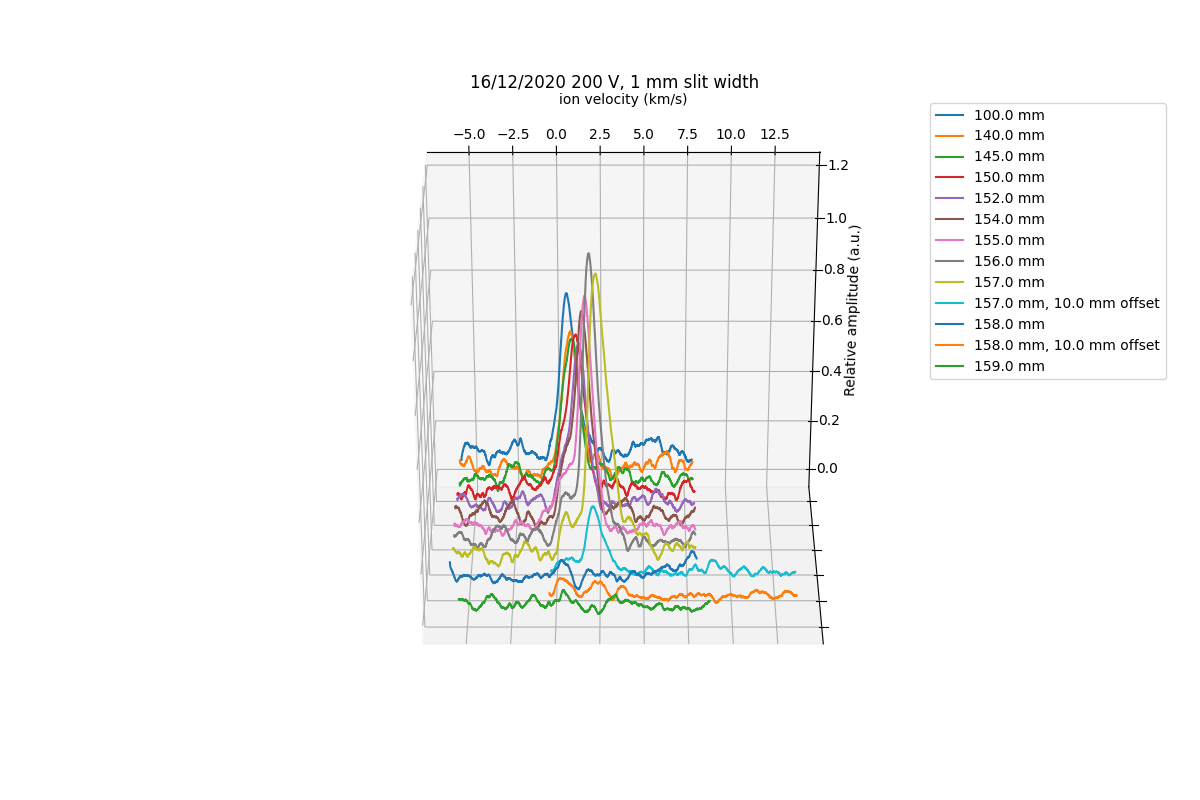 16/12/2020 200 V, 1 mm slit width
ion velocity (km/s)
−5.0 −2.5 0.0 2.5 5.0 7.5 10.0 12.5
1.2
1.0
0.8
0.6
0.4
0.2
0.0
Relative amplitude (a.u.)
100.0 mm
140.0 mm
145.0 mm
150.0 mm
152.0 mm
154.0 mm
155.0 mm
156.0 mm
157.0 mm
157.0 mm, 10.0 mm offset
158.0 mm
158.0 mm, 10.0 mm offset
159.0 mm